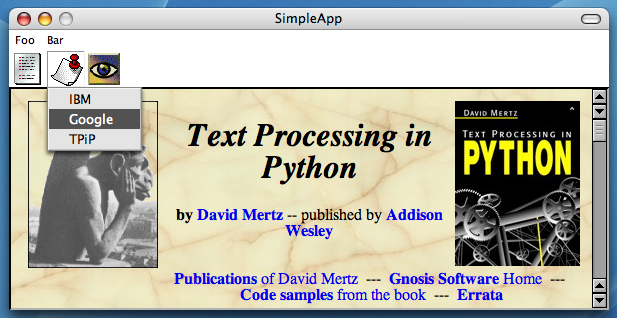 SimpleApp
Foo Bar
IBM
Google
TPiP
Text Processing in
Python
by David Mertz -- published by Addison
Wesley
Publications of David Mertz --- Gnosis Software Home ---
Code samples from the book --- Errata
DAVID MERTZ
TEXT PROCESSING IN
PYTHON